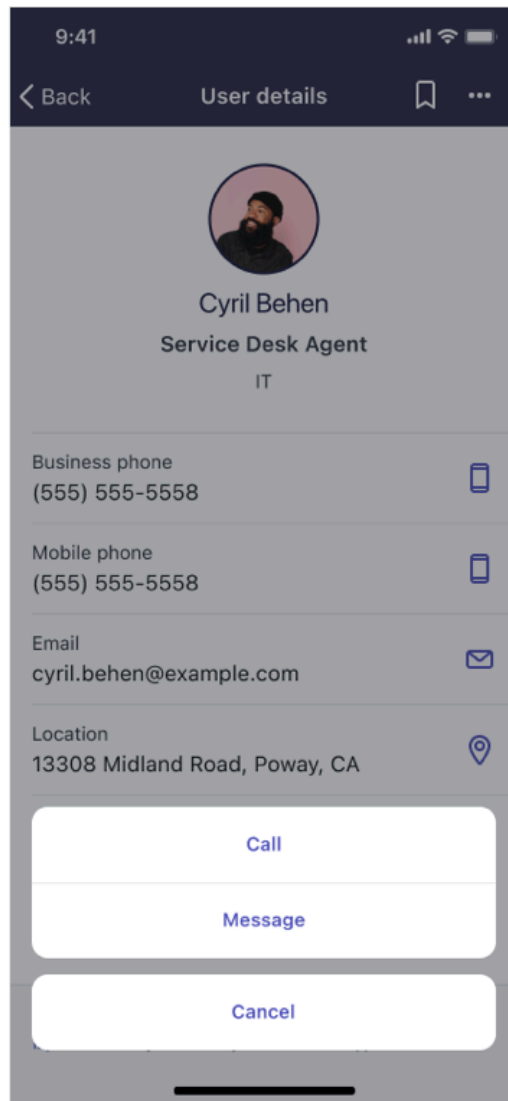 9:41
Back
User details
Cyril Behen
Service Desk Agent
IT
Business phone
(555) 555-5558
Mobile phone
(555) 555-5558
Email
cyril.behen@example.com
Location
13308 Midland Road, Poway, CA
Call
Message
Cancel